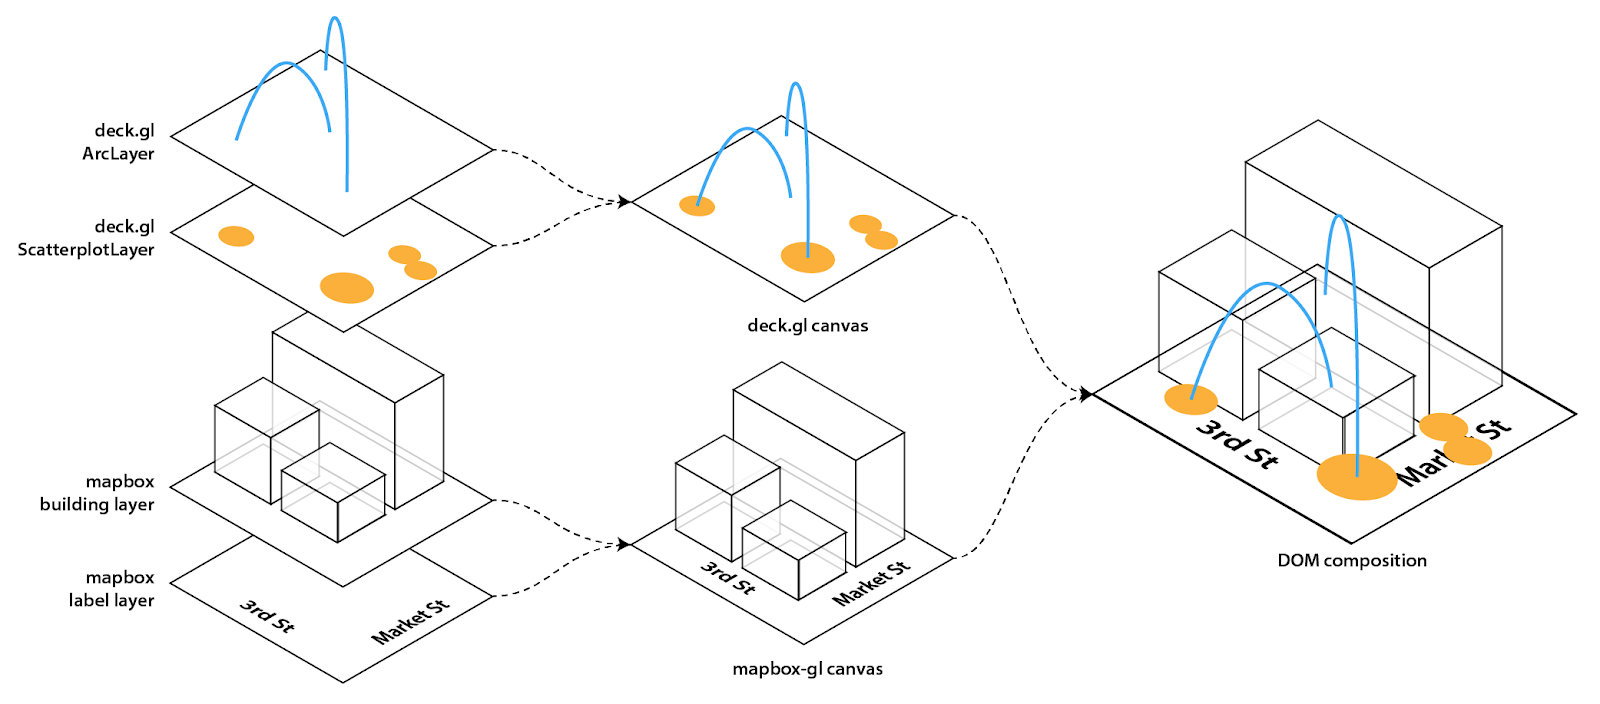 deck.gl
ArcLayer
deck.gl
ScatterplotLayer
mapbox
building layer
mapbox
label layer
3rd St
Market St
deck.gl canvas
3rd St
Market St
mapbox-gl canvas
3rd St
Mar St
DOM composition